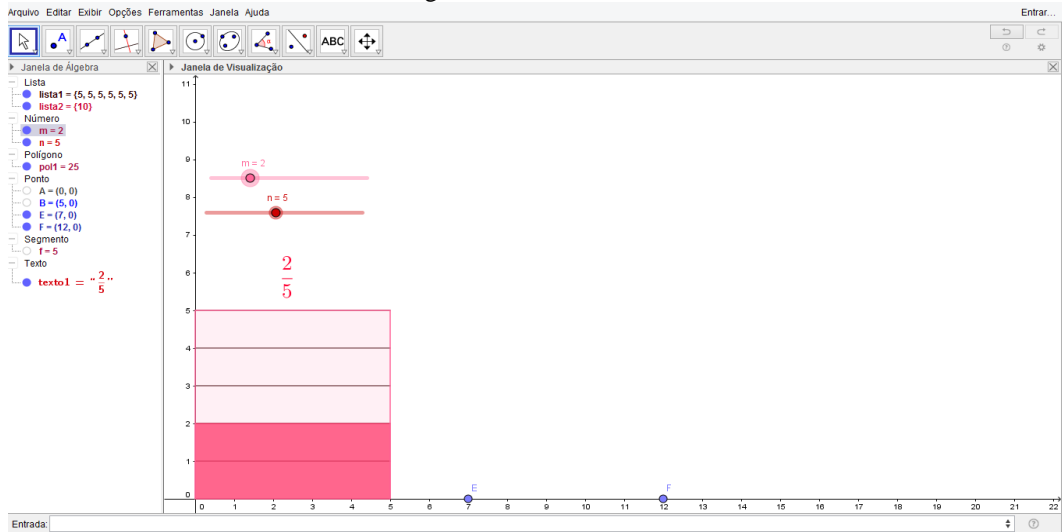 Arquivo Editar Exibir Opções Ferramentas Janela Ajuda Entrar...
A ABC
Janela de Álgebra
Lista
lista1 = {5, 5, 5, 5, 5, 5}
lista2 = {10}
Número
m = 2
n = 5
Polígono
pol1 = 25
Ponto
A = (0, 0)
B = (5, 0)
E = (7, 0)
F = (12, 0)
Segmento
f = 5
Texto
texto1 = "2/5"
Janela de Visualização
11
10
9
m = 2
8
n = 5
7
6
2
5
5
4
3
2
1
0
E F
0 1 2 3 4 5 6 7 8 9 10 11 12 13 14 15 16 17 18 19 20 21 22
Entrada: